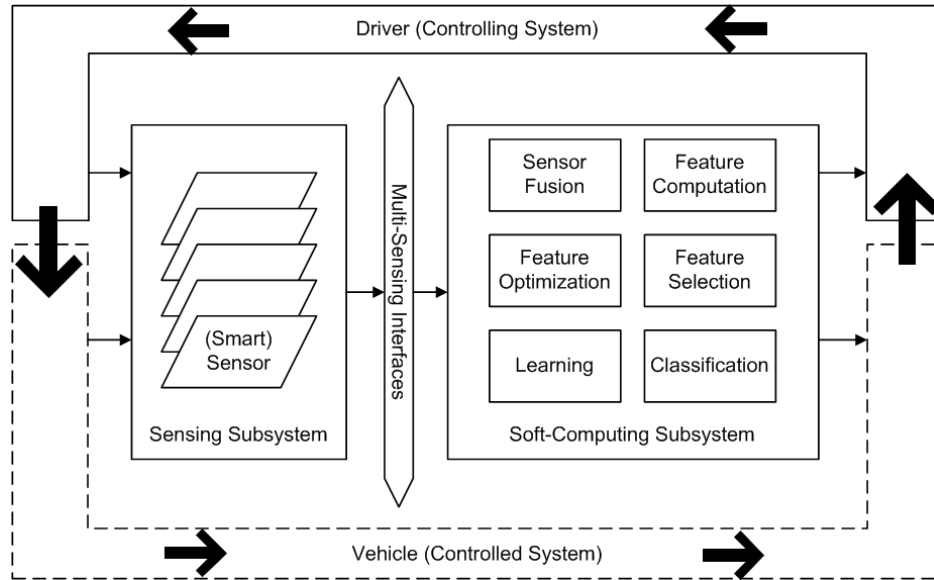 Driver (Controlling System)
Multi-Sensing Interfaces
(Smart)
Sensor
Sensing Subsystem
Sensor
Fusion
Feature
Computation
Feature
Optimization
Feature
Selection
Learning
Classification
Soft-Computing Subsystem
Vehicle (Controlled System)